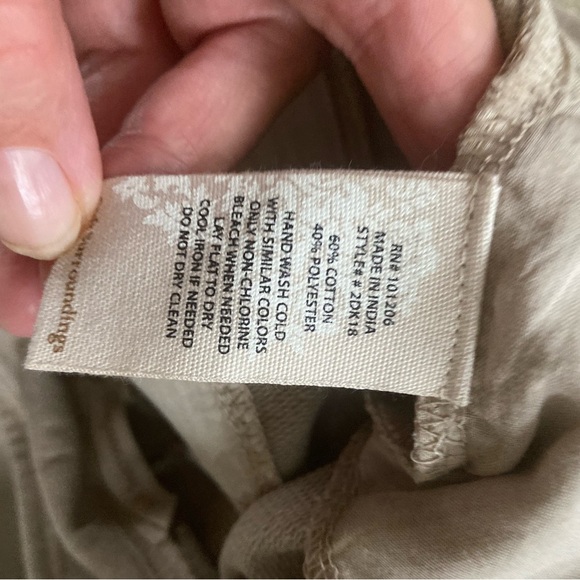 RN# 101206
MADE IN INDIA
STYLE# # 2DK18
60% COTTON
40% POLYESTER
HAND WASH COLD
WITH SIMILAR COLORS
ONLY NON-CHLORINE
BLEACH WHEN NEEDED
LAY FLAT TO DRY
COOL IRON IF NEEDED
DO NOT DRY CLEAN